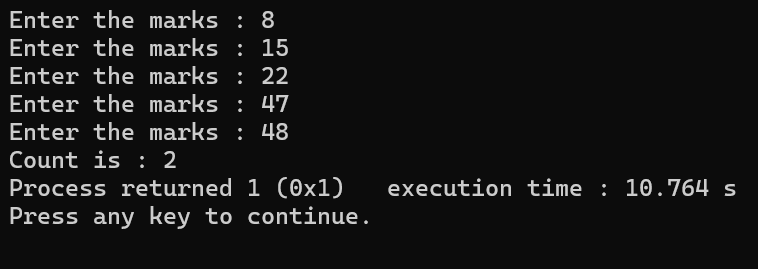 Enter the marks : 8
Enter the marks : 15
Enter the marks : 22
Enter the marks : 47
Enter the marks : 48
Count is : 2
Process returned 1 (0x1)   execution time : 10.764 s
Press any key to continue.